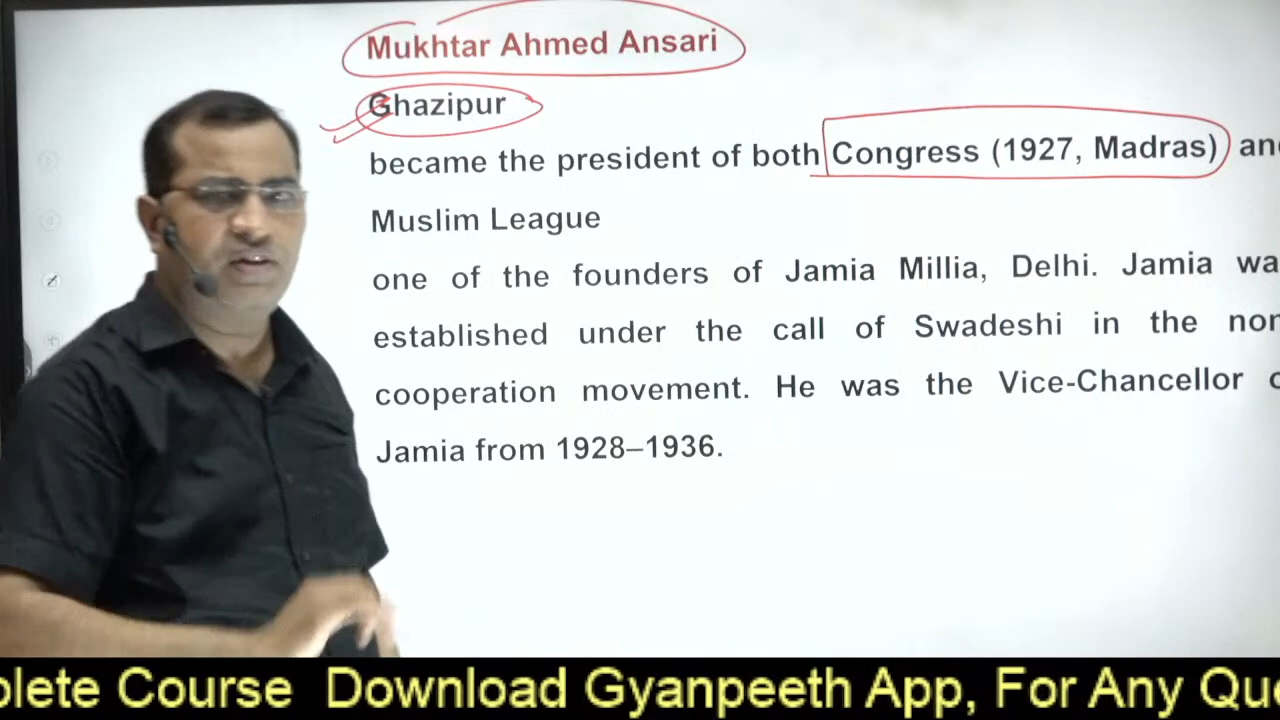 Mukhtar Ahmed Ansari
Ghazipur
became the president of both Congress (1927, Madras) an
Muslim League
one of the founders of Jamia Millia, Delhi. Jamia wa
established under the call of Swadeshi in the non
cooperation movement. He was the Vice-Chancellor o
Jamia from 1928–1936.
plete Course Download Gyanpeeth App, For Any Que